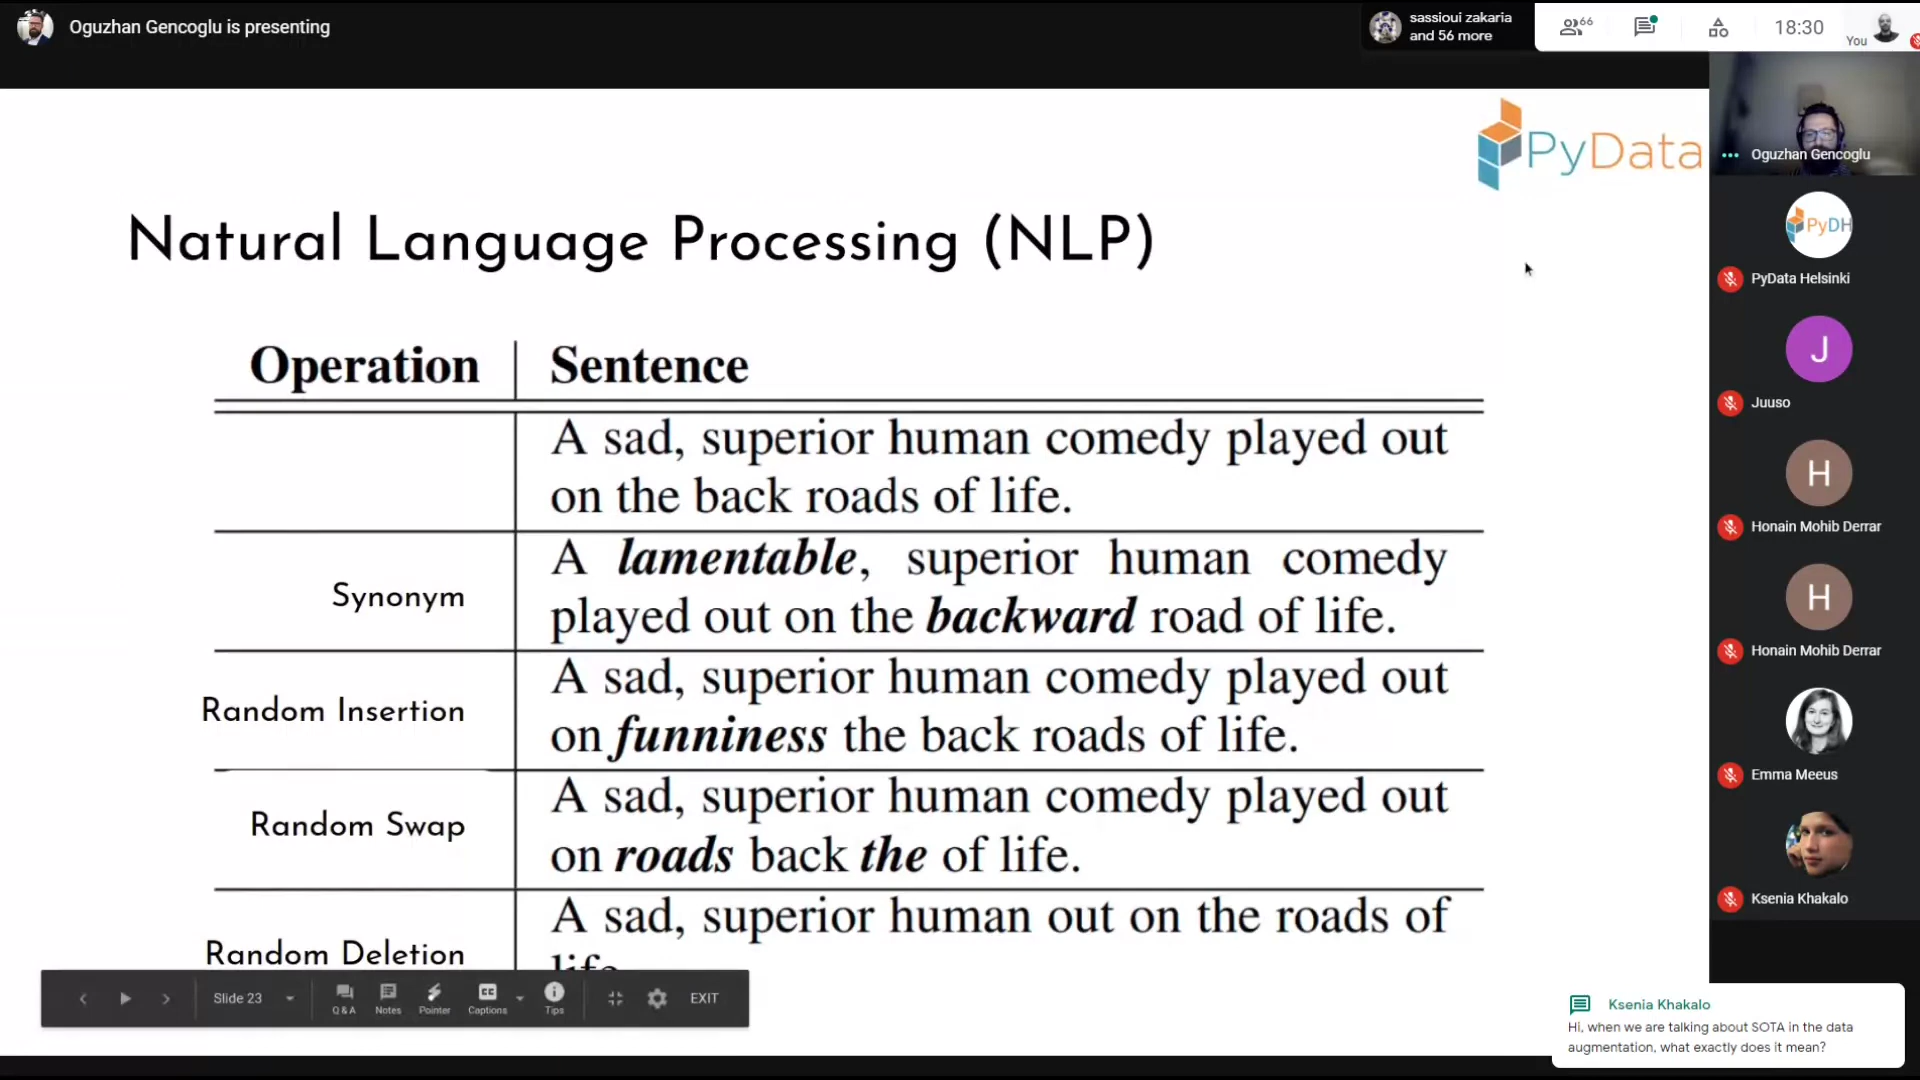 Oguzhan Gencoglu is presenting
sassioui zakaria
and 56 more
66
18:30
You
PyData
Oguzhan Gencoglu
PyDH
PyData Helsinki
J
Juuso
H
Honain Mohib Derrar
H
Honain Mohib Derrar
Emma Meeus
Ksenia Khakalo
Natural Language Processing (NLP)
Operation Sentence
A sad, superior human comedy played out
on the back roads of life.
Synonym
A lamentable, superior human comedy
played out on the backward road of life.
Random Insertion
A sad, superior human comedy played out
on funniness the back roads of life.
Random Swap
A sad, superior human comedy played out
on roads back the of life.
Random Deletion
A sad, superior human out on the roads of
life.
Slide 23
Q & A
Notes
Pointer
CC
Captions
Tips
EXIT
Ksenia Khakalo
Hi, when we are talking about SOTA in the data
augmentation, what exactly does it mean?